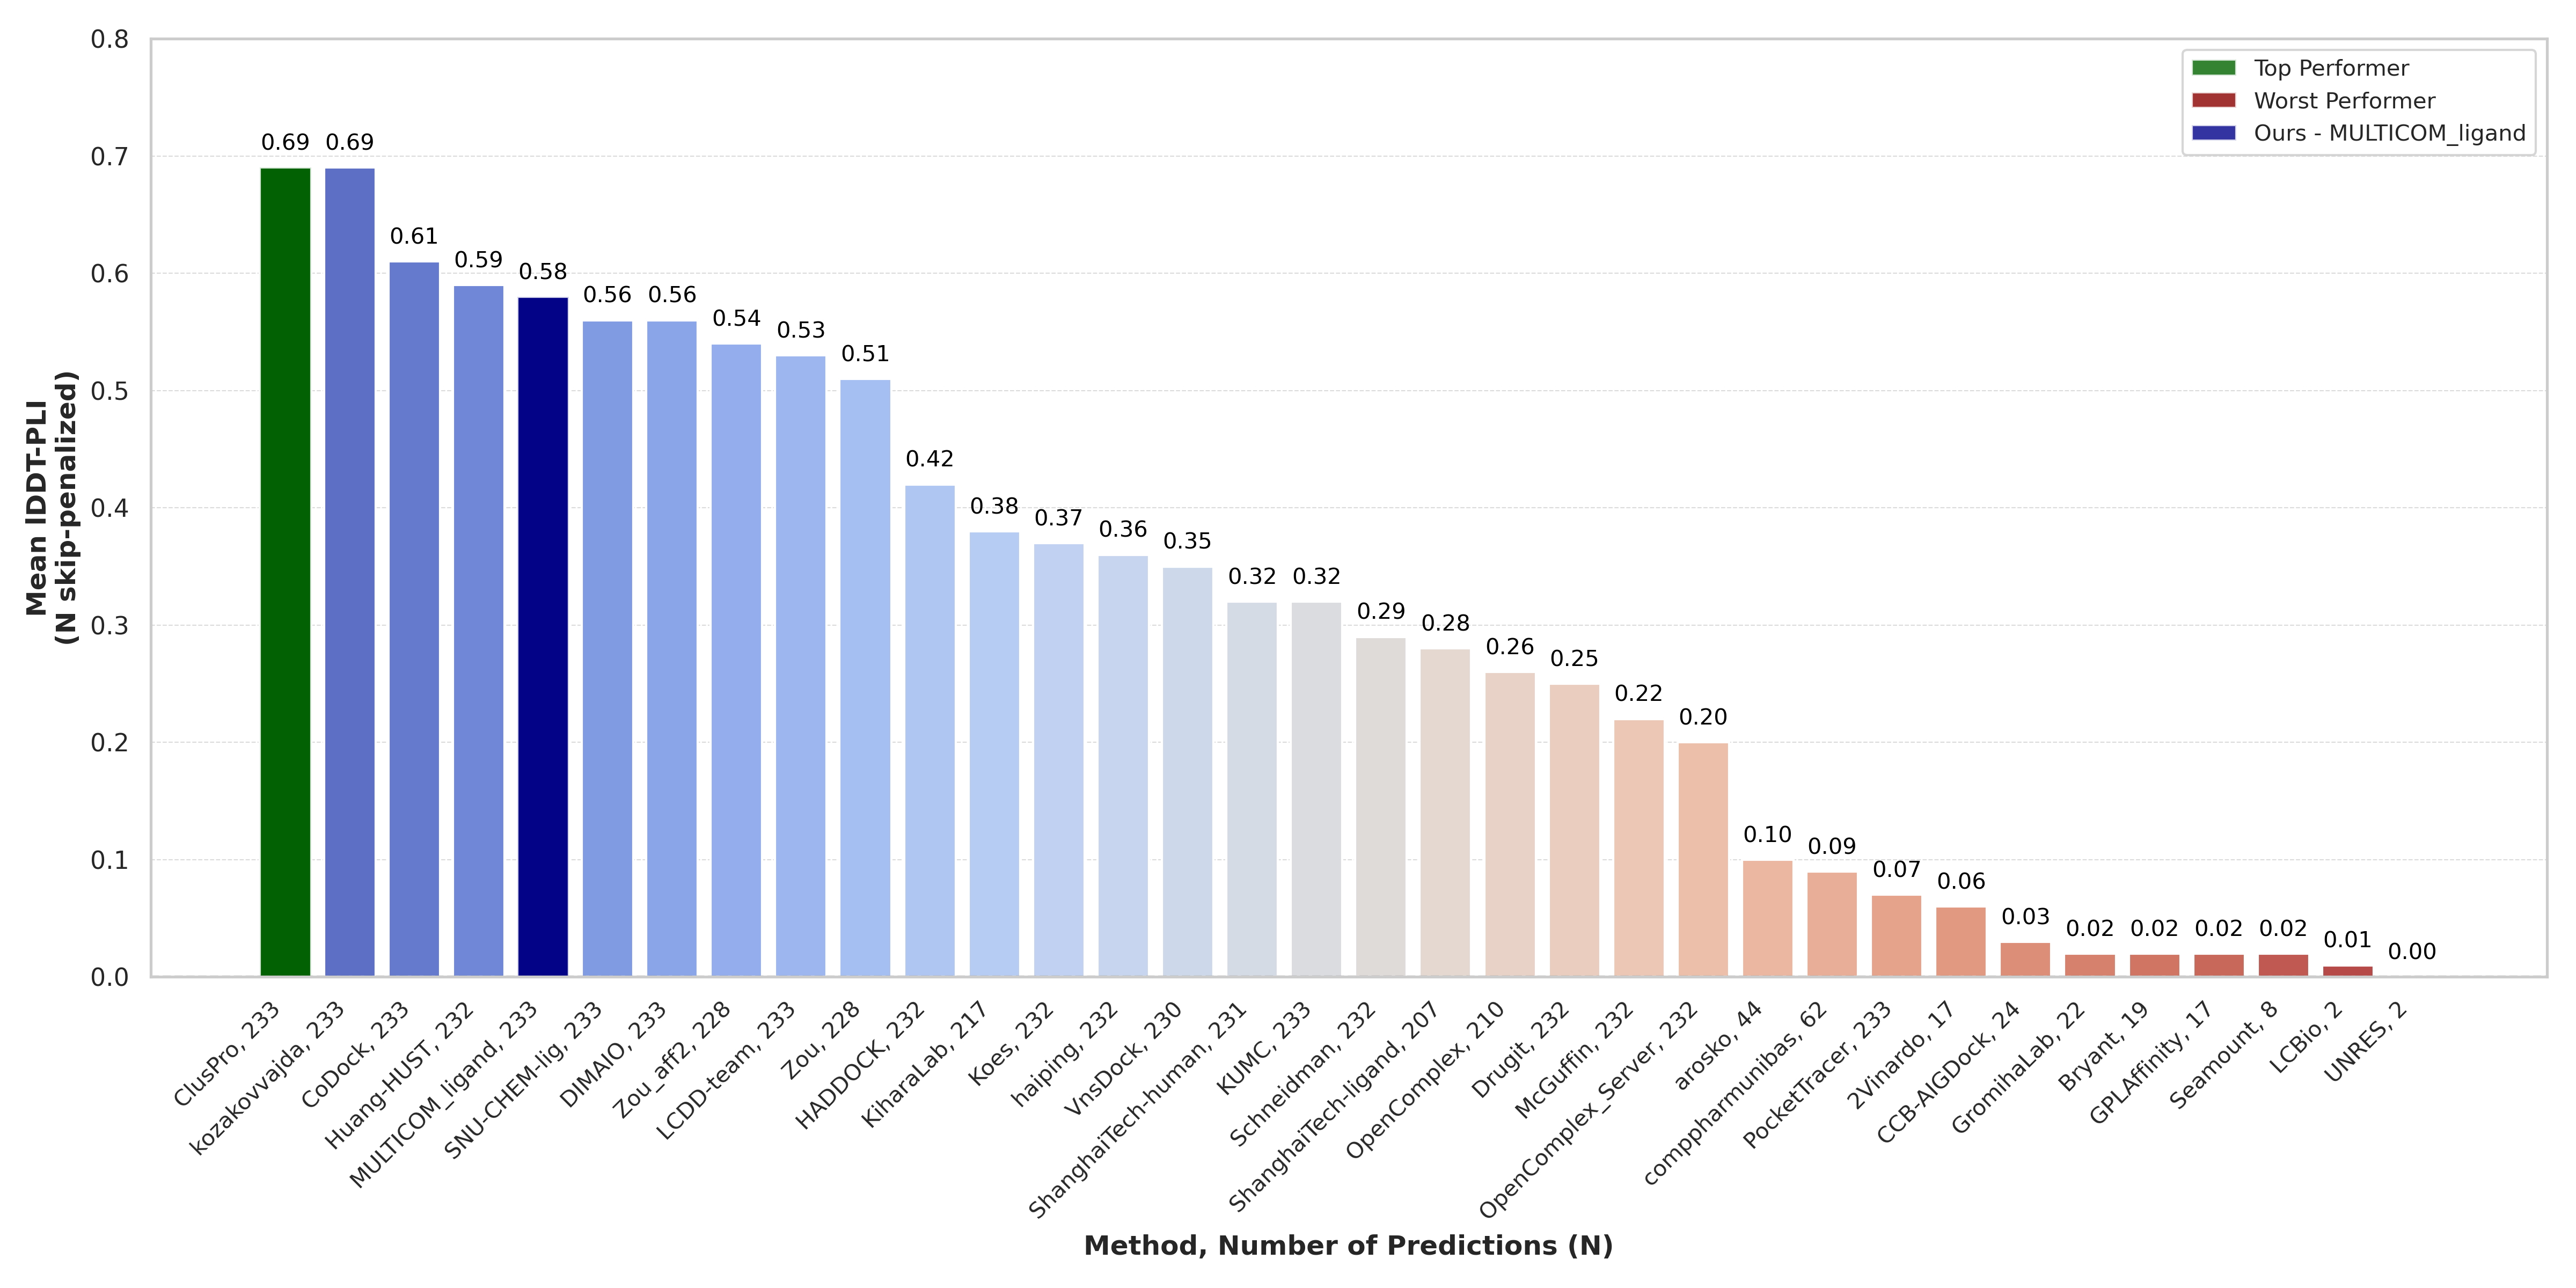 0.8
0.7
0.6
0.5
0.4
0.3
0.2
0.1
0.0
Mean lDDT-PLI
(N skip-penalized)
Top Performer
Worst Performer
Ours - MULTICOM_ligand
0.69
0.69
0.61
0.59
0.58
0.56
0.56
0.54
0.53
0.51
0.42
0.38
0.37
0.36
0.35
0.32
0.32
0.29
0.28
0.26
0.25
0.22
0.20
0.10
0.09
0.07
0.06
0.03
0.02
0.02
0.02
0.02
0.01
0.00
ClusPro, 233
kozakovvajda, 233
CoDock, 233
Huang-HUST, 232
MULTICOM_ligand, 233
SNU-CHEM-lig, 233
DIMAIO, 233
Zou_aff2, 228
LCDD-team, 233
Zou, 228
HADDOCK, 232
KiharaLab, 217
Koes, 232
haiping, 232
VnsDock, 230
ShanghaiTech-human, 231
KUMC, 233
Schneidman, 232
ShanghaiTech-ligand, 207
OpenComplex, 210
Drugit, 232
McGuffin, 232
OpenComplex_Server, 232
arosko, 44
comppharmunibas, 62
PocketTracer, 233
2Vinardo, 17
CCB-AIGDock, 24
GromihaLab, 22
Bryant, 19
GPLAffinity, 17
Seamount, 8
LCBio, 2
UNRES, 2
Method, Number of Predictions (N)